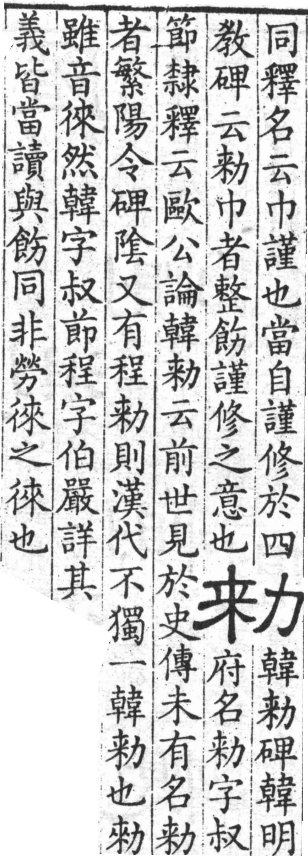 同釋名云巾謹也當自謹修於四
敎碑云勑巾者整飭謹修之意也
勑
韓勑碑韓明
府名勑字叔
節隸釋云歐公論韓勑云前世見於史傳未有名勑
者繁陽令碑陰又有程勑則漢代不獨一韓勑也勑
雖音徠然韓字叔節程字伯嚴詳其
義皆當讀與飭同非勞徠之徠也